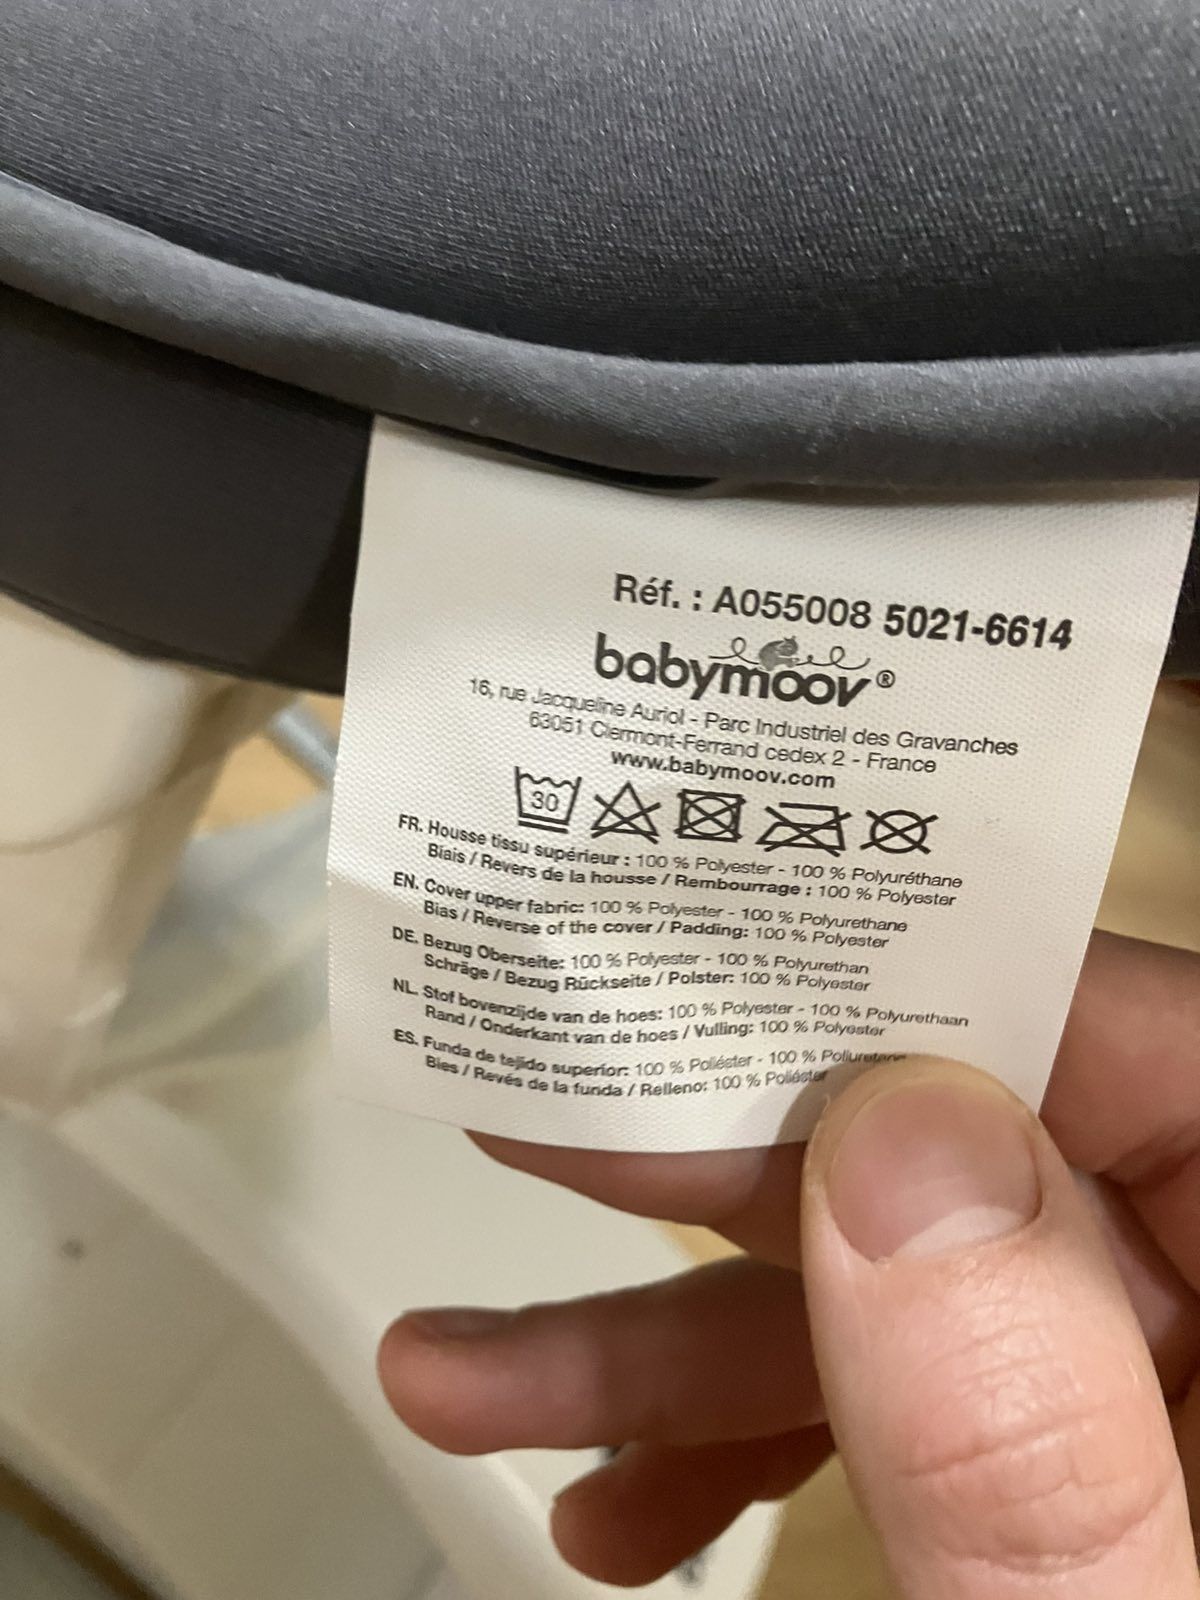 Réf. : A055008 5021-6614
babymoov®
16, rue Jacqueline Auriol - Parc Industriel des Gravanches
63051 Clermont-Ferrand cedex 2 - France
www.babymoov.com
30
FR. Housse tissu supérieur : 100 % Polyester - 100 % Polyuréthane
Biais / Revers de la housse / Rembourrage : 100 % Polyester
EN. Cover upper fabric: 100 % Polyester - 100 % Polyurethane
Bias / Reverse of the cover / Padding: 100 % Polyester
DE. Bezug Oberseite: 100 % Polyester - 100 % Polyurethan
Schräge / Bezug Rückseite / Polster: 100 % Polyester
NL. Stof bovenzijde van de hoes: 100 % Polyester - 100 % Polyurethaan
Rand / Onderkant van de hoes / Vulling: 100 % Polyester
ES. Funda de tejido superior: 100 % Poliéster - 100 % Poliuretano
Bies / Revés de la funda / Relleno: 100 % Poliéster